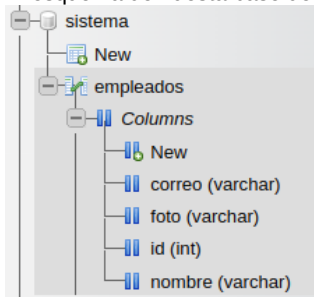 sistema
New
empleados
Columns
New
correo (varchar)
foto (varchar)
id (int)
nombre (varchar)